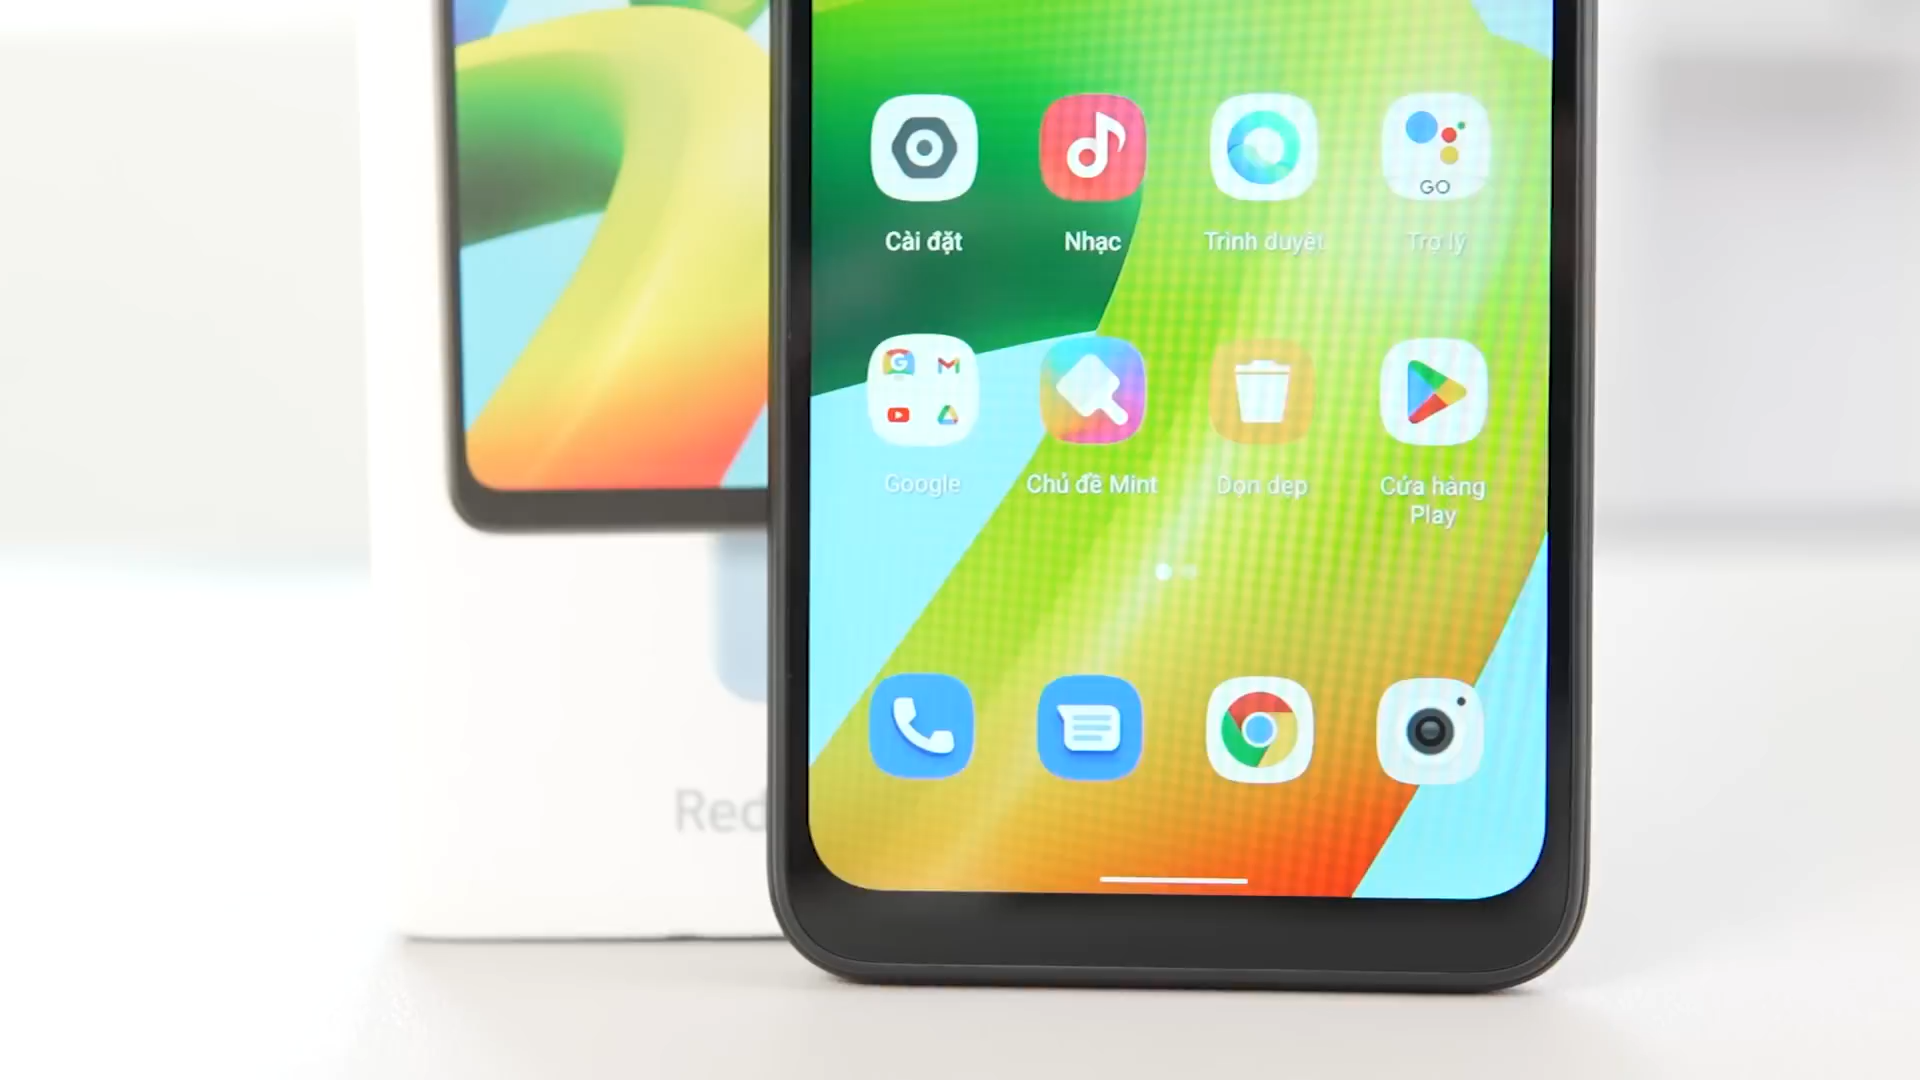 GO
Cài đặt
Nhạc
Trình duyệt
Trợ lý
Google
Chủ đề Mint
Dọn dẹp
Cửa hàng
Play
Red